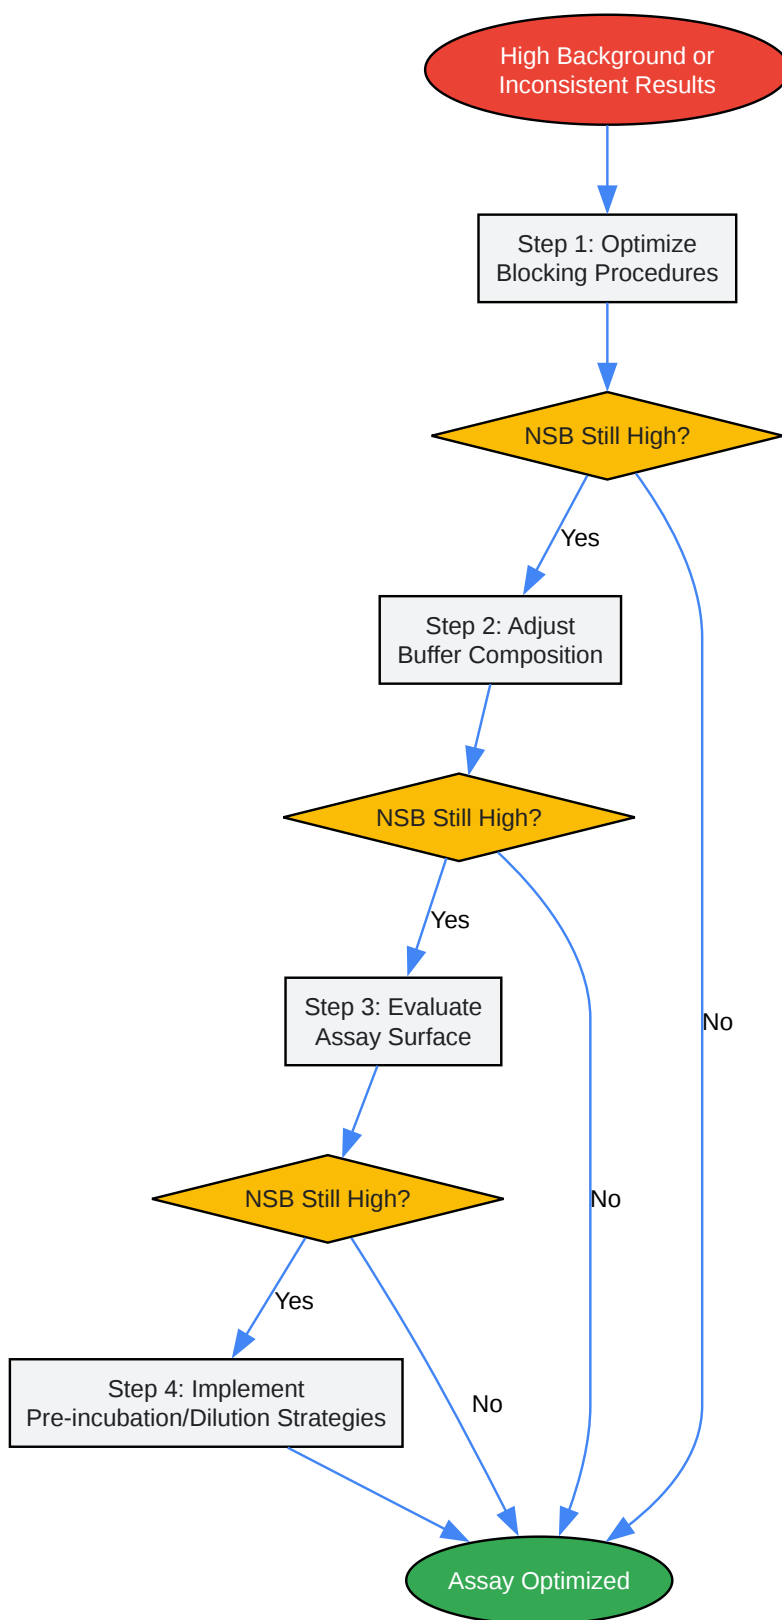 High Background or
Inconsistent Results
Step 1: Optimize
Blocking Procedures
NSB Still High?
Yes
Step 2: Adjust
Buffer Composition
NSB Still High?
Yes
Step 3: Evaluate
Assay Surface
No
NSB Still High?
No
Yes
Step 4: Implement
Pre-incubation/Dilution Strategies
No
Assay Optimized